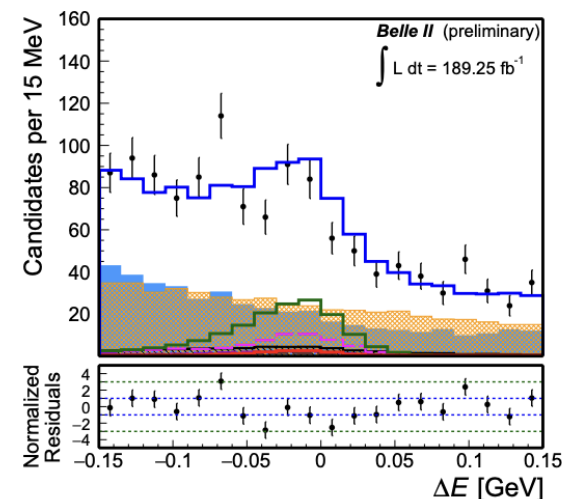 Belle II (preliminary)
∫ L dt = 189.25 fb⁻¹
Candidates per 15 MeV
160
140
120
100
80
60
40
20
Normalized
Residuals
4
2
0
−2
−4
−0.15 −0.1 −0.05 0 0.05 0.1 0.15
ΔE [GeV]